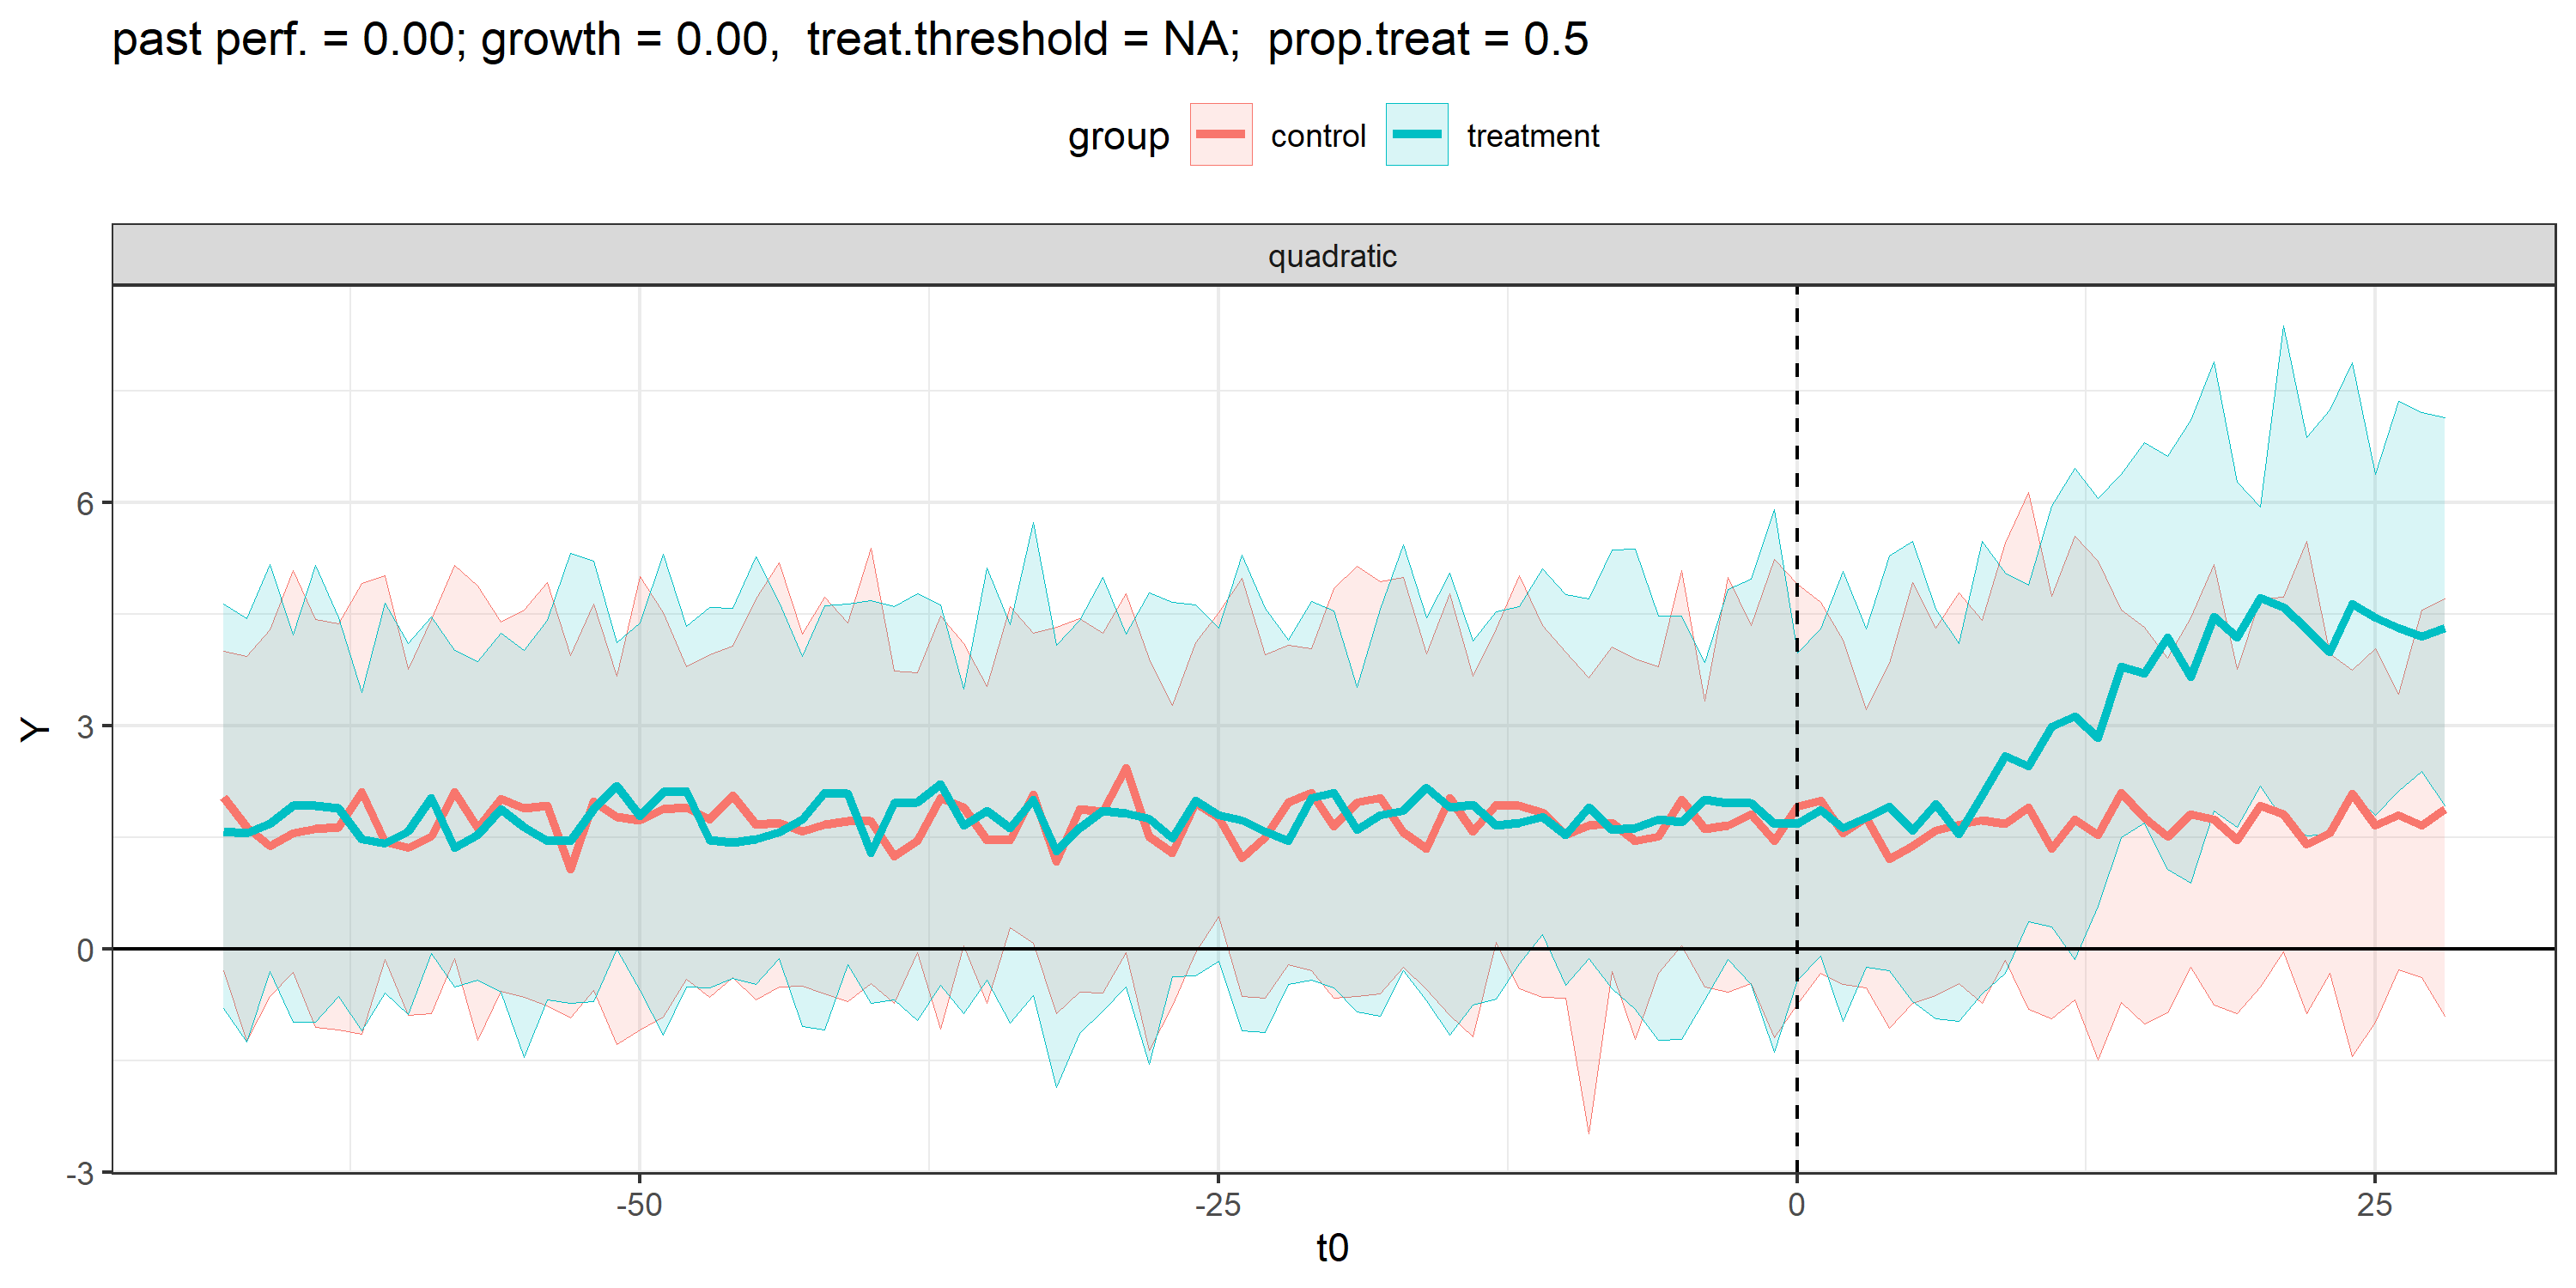 past perf. = 0.00; growth = 0.00,  treat.threshold = NA;  prop.treat = 0.5
group control treatment
quadratic
Y
6
3
0
-3
-50 -25 0 25
t0